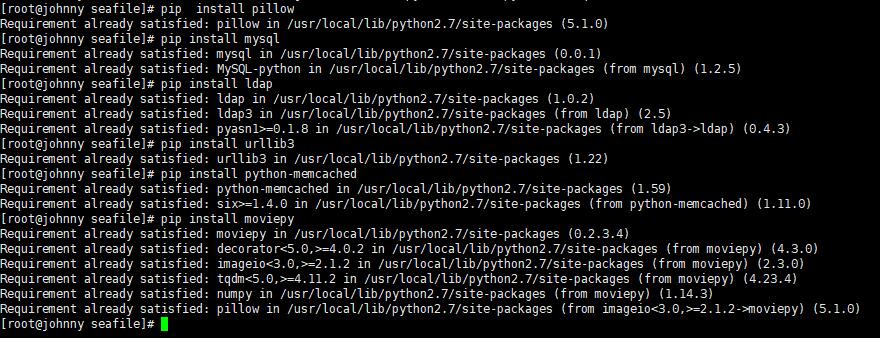 [root@johnny seafile]# pip  install pillow
Requirement already satisfied: pillow in /usr/local/lib/python2.7/site-packages (5.1.0)
[root@johnny seafile]# pip install mysql
Requirement already satisfied: mysql in /usr/local/lib/python2.7/site-packages (0.0.1)
Requirement already satisfied: MySQL-python in /usr/local/lib/python2.7/site-packages (from mysql) (1.2.5)
[root@johnny seafile]# pip install ldap
Requirement already satisfied: ldap in /usr/local/lib/python2.7/site-packages (1.0.2)
Requirement already satisfied: ldap3 in /usr/local/lib/python2.7/site-packages (from ldap) (2.5)
Requirement already satisfied: pyasn1>=0.1.8 in /usr/local/lib/python2.7/site-packages (from ldap3->ldap) (0.4.3)
[root@johnny seafile]# pip install urllib3
Requirement already satisfied: urllib3 in /usr/local/lib/python2.7/site-packages (1.22)
[root@johnny seafile]# pip install python-memcached
Requirement already satisfied: python-memcached in /usr/local/lib/python2.7/site-packages (1.59)
Requirement already satisfied: six>=1.4.0 in /usr/local/lib/python2.7/site-packages (from python-memcached) (1.11.0)
[root@johnny seafile]# pip install moviepy
Requirement already satisfied: moviepy in /usr/local/lib/python2.7/site-packages (0.2.3.4)
Requirement already satisfied: decorator<5.0,>=4.0.2 in /usr/local/lib/python2.7/site-packages (from moviepy) (4.3.0)
Requirement already satisfied: imageio<3.0,>=2.1.2 in /usr/local/lib/python2.7/site-packages (from moviepy) (2.3.0)
Requirement already satisfied: tqdm<5.0,>=4.11.2 in /usr/local/lib/python2.7/site-packages (from moviepy) (4.23.4)
Requirement already satisfied: numpy in /usr/local/lib/python2.7/site-packages (from moviepy) (1.14.3)
Requirement already satisfied: pillow in /usr/local/lib/python2.7/site-packages (from imageio<3.0,>=2.1.2->moviepy) (5.1.0)
[root@johnny seafile]#